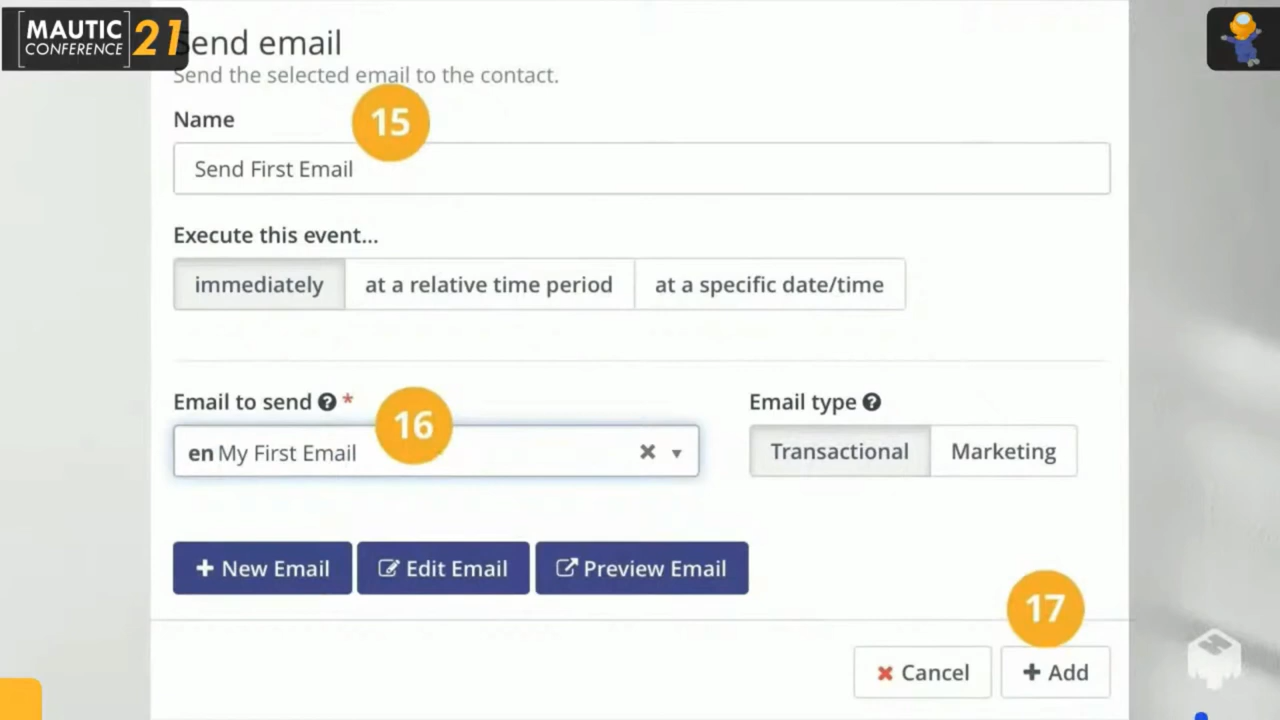 MAUTIC
CONFERENCE
21
Send email
Send the selected email to the contact.
Name
15
Send First Email
Execute this event...
immediately
at a relative time period
at a specific date/time
Email to send ? *
16
Email type ?
en My First Email
Transactional
Marketing
New Email
Edit Email
Preview Email
17
Cancel
Add